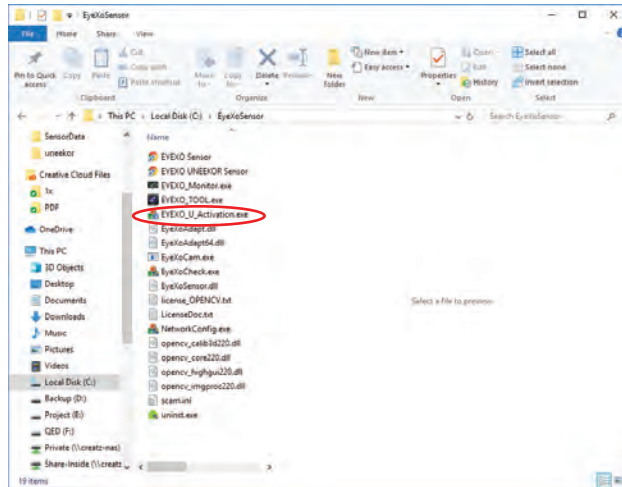 EyeXoSensor
File Home Share View
Pin to Quick access
Copy
Paste
Cut
Copy path
Paste shortcut
Move to
Copy to
Delete
Rename
New folder
New item
Easy access
Properties
Open
Edit
History
Select all
Select none
Invert selection
Clipboard Organize New Open Select
This PC Local Disk (C:) EyeXoSensor
Search EyeXoSensor
SensorData
uneekor
Creative Cloud Files
1x
PDF
OneDrive
This PC
3D Objects
Desktop
Documents
Downloads
Music
Pictures
Videos
Local Disk (C:)
Backup (D:)
Project (E:)
QED (F:)
Private (\\creatz-nas)
Share-Inside (\\creatz
Name
EYEXO Sensor
EYEXO UNEEKOR Sensor
EYEXO_Monitor.exe
EYEXO_TOOL.exe
EYEXO_U_Activation.exe
EyeXoAdapt.dll
EyeXoAdapt64.dll
EyeXoCam.exe
EyeXoCheck.exe
EyeXoSensor.dll
license_OPENCV.txt
LicenseDoc.txt
NetworkConfig.exe
opencv_calib3d220.dll
opencv_core220.dll
opencv_highgui220.dll
opencv_imgproc220.dll
scam.ini
uninst.exe
Select a file to preview.
19 items